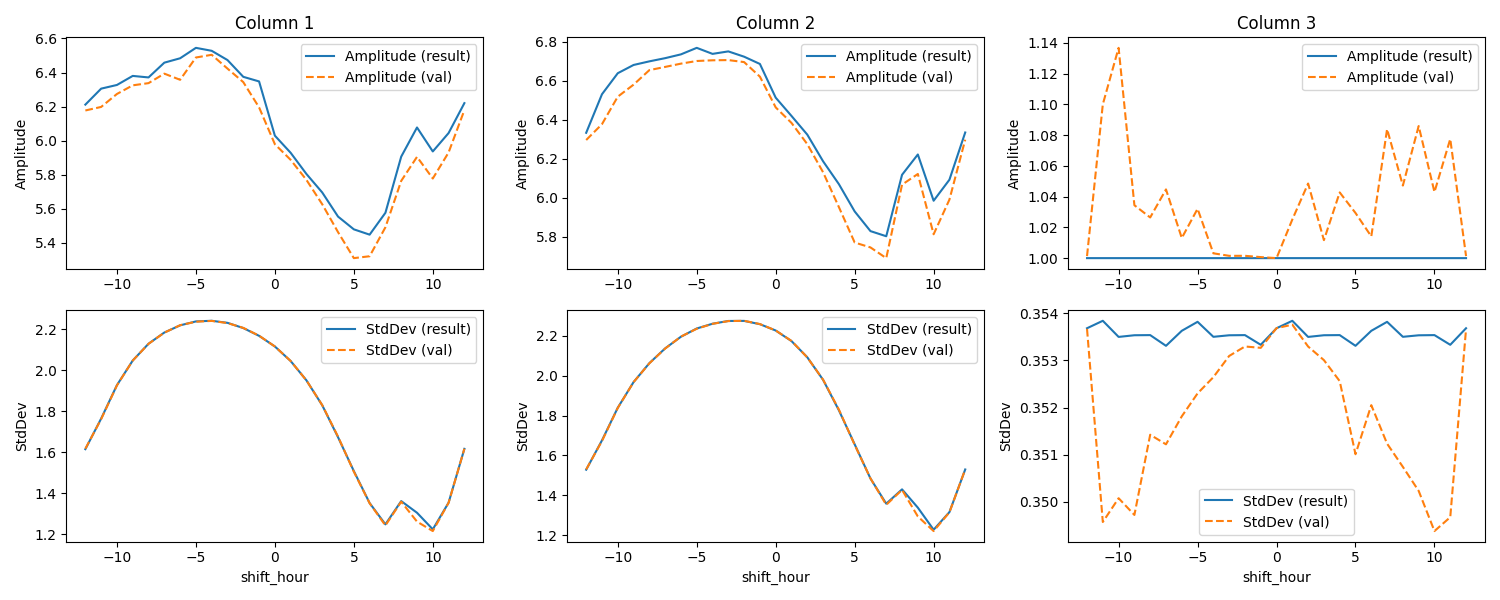 Column 1
Amplitude
6.6
6.4
6.2
6.0
5.8
5.6
5.4
Amplitude (result)
Amplitude (val)
−10
−5
0
5
10
Column 2
Amplitude
6.8
6.6
6.4
6.2
6.0
5.8
Amplitude (result)
Amplitude (val)
−10
−5
0
5
10
Column 3
Amplitude
1.14
1.12
1.10
1.08
1.06
1.04
1.02
1.00
Amplitude (result)
Amplitude (val)
−10
−5
0
5
10
StdDev
2.2
2.0
1.8
1.6
1.4
1.2
StdDev (result)
StdDev (val)
−10
−5
0
5
10
shift_hour
StdDev
2.2
2.0
1.8
1.6
1.4
1.2
StdDev (result)
StdDev (val)
−10
−5
0
5
10
shift_hour
StdDev
0.354
0.353
0.352
0.351
0.350
StdDev (result)
StdDev (val)
−10
−5
0
5
10
shift_hour